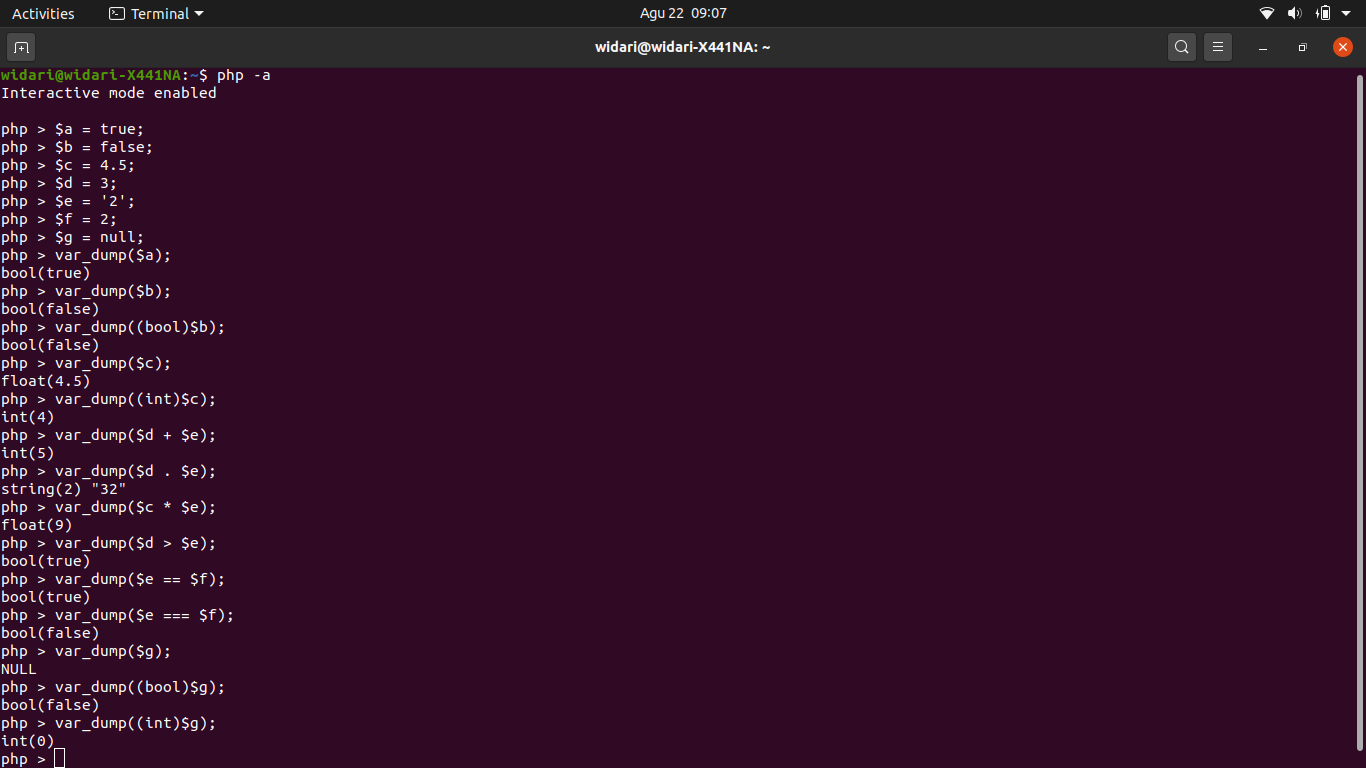 Activities Terminal Agu 22 09:07
widari@widari-X441NA: ~
widari@widari-X441NA:~$ php -a
Interactive mode enabled
php > $a = true;
php > $b = false;
php > $c = 4.5;
php > $d = 3;
php > $e = '2';
php > $f = 2;
php > $g = null;
php > var_dump($a);
bool(true)
php > var_dump($b);
bool(false)
php > var_dump((bool)$b);
bool(false)
php > var_dump($c);
float(4.5)
php > var_dump((int)$c);
int(4)
php > var_dump($d + $e);
int(5)
php > var_dump($d . $e);
string(2) "32"
php > var_dump($c * $e);
float(9)
php > var_dump($d > $e);
bool(true)
php > var_dump($e == $f);
bool(true)
php > var_dump($e === $f);
bool(false)
php > var_dump($g);
NULL
php > var_dump((bool)$g);
bool(false)
php > var_dump((int)$g);
int(0)
php >